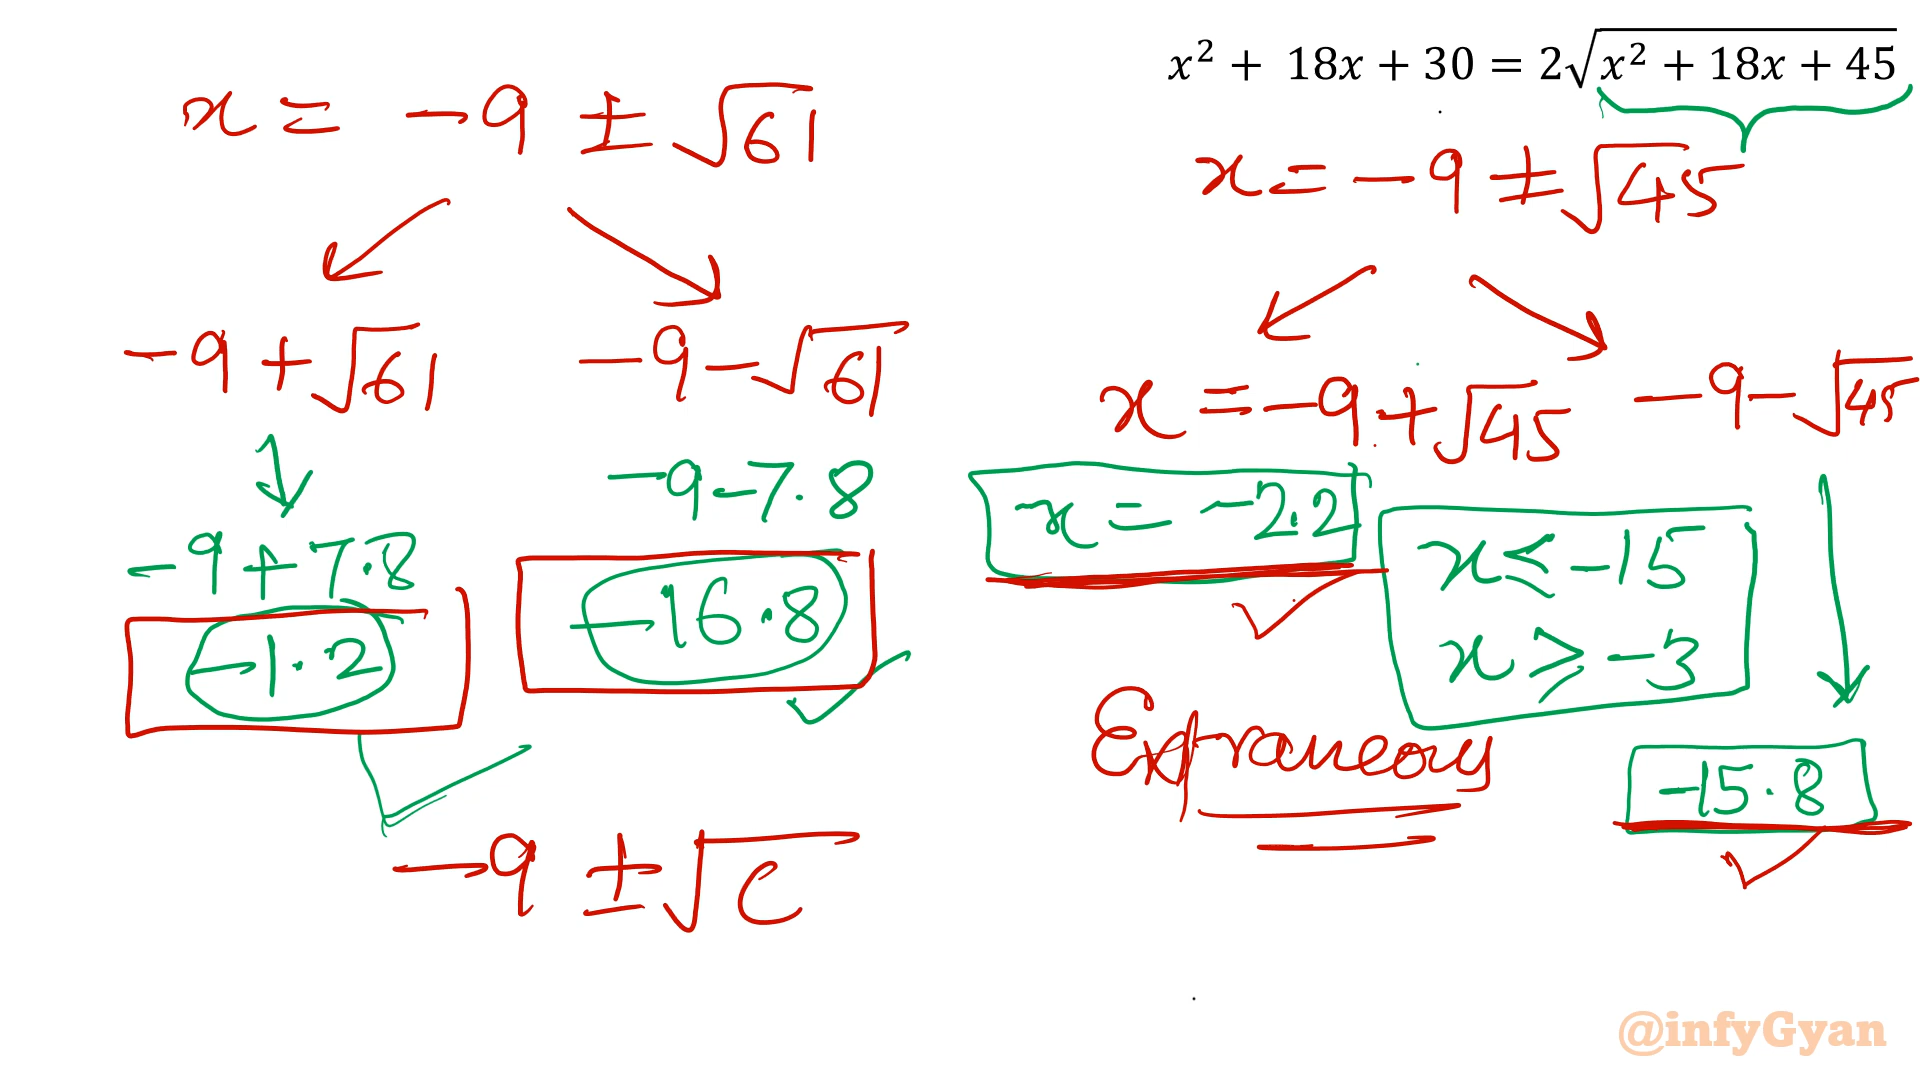 x² + 18x + 30 = 2√(x² + 18x + 45)
x = -9 ± √61
-9 + √61
-9 - √61
-9 + 7.8
-9 - 7.8
-1.2
-16.8
-9 ± √C
x = -9 ± √45
x = -9 + √45
-9 - √45
x = -2.2
x ≤ -15
x ≥ -3
Extraneous
-15.8
@infyGyan